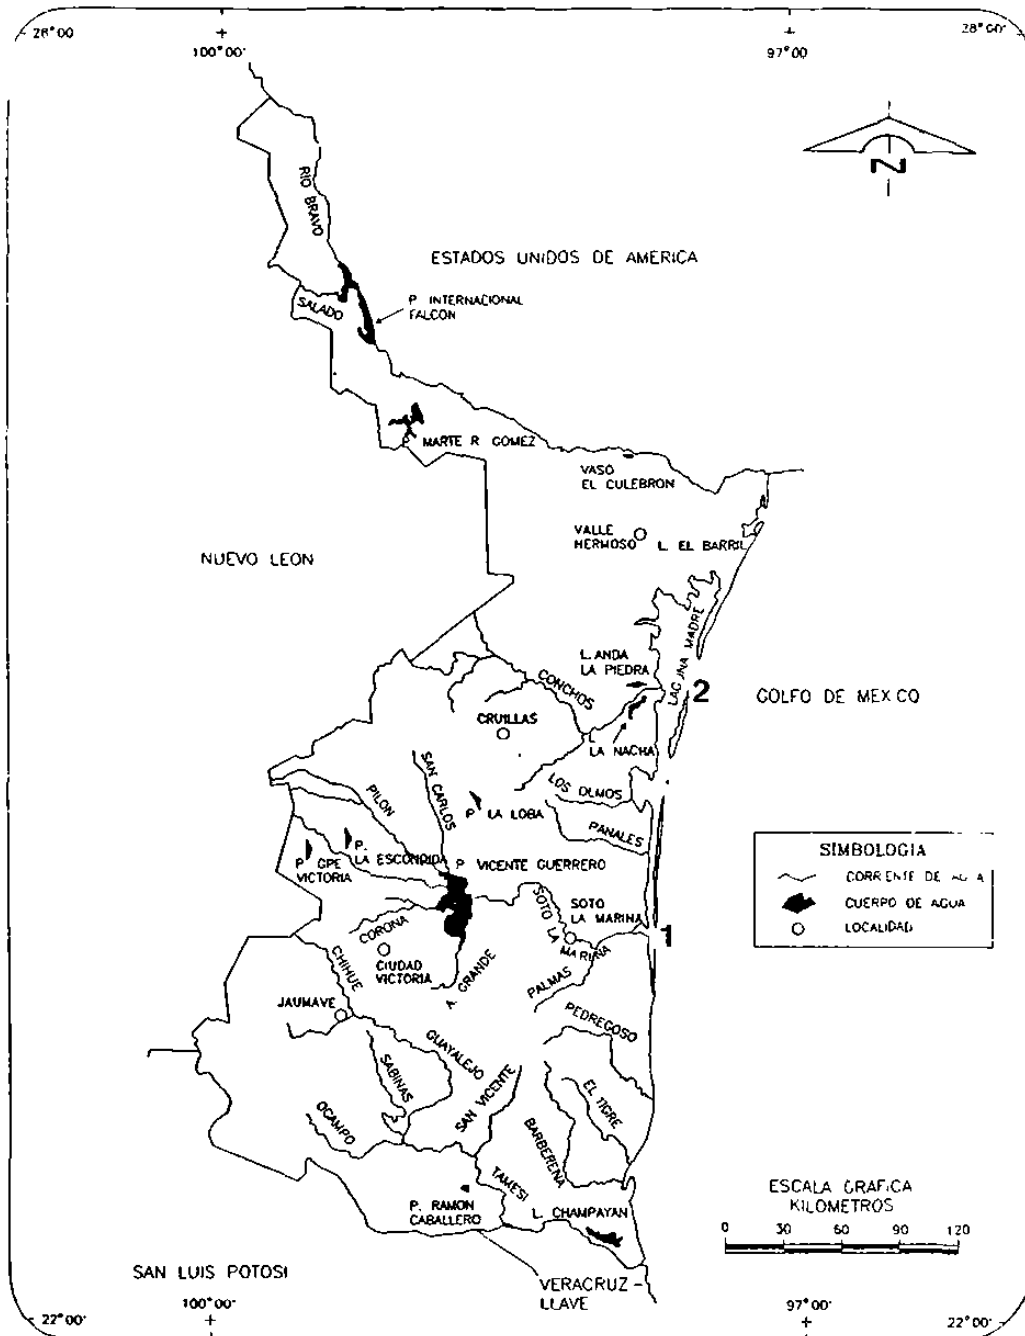 28°00
100°00'
97°00
28°00'
N
RIO BRAVO
ESTADOS UNIDOS DE AMERICA
SALADO
P. INTERNACIONAL
FALCON
P. MARTE R. GOMEZ
VASO
EL CULEBRON
VALLE
HERMOSO
L. EL BARRIL
NUEVO LEON
LAGUNA MADRE
L. ANDA
LA PIEDRA
CONCHOS
2
GOLFO DE MEXICO
CRUILLAS
L
LA NACHA
SAN CARLOS
PILON
LOS OLMOS
P. LA LOBA
PANALES
P. GPE
VICTORIA
P.
LA ESCONDIDA
P. VICENTE GUERRERO
SIMBOLOGIA
CORRIENTE DE
CUERPO DE AGUA
LOCALIDAD
SOTO LA MARINA
SOTO
LA MARINA
1
CORONA
CIUDAD
VICTORIA
CHIHUE
A. GRANDE
PALMAS
JAUMAVE
PEDREGOSO
GUAYALEJO
SABINAS
SAN VICENTE
EL TIGRE
OCAMPO
BARBERENA
TAMESI
P. RAMON
CABALLERO
L. CHAMPAYAN
ESCALA GRAFICA
KILOMETROS
0 30 60 90 120
SAN LUIS POTOSI
VERACRUZ -
LLAVE
22°00'
100°00'
97°00'
22°00'